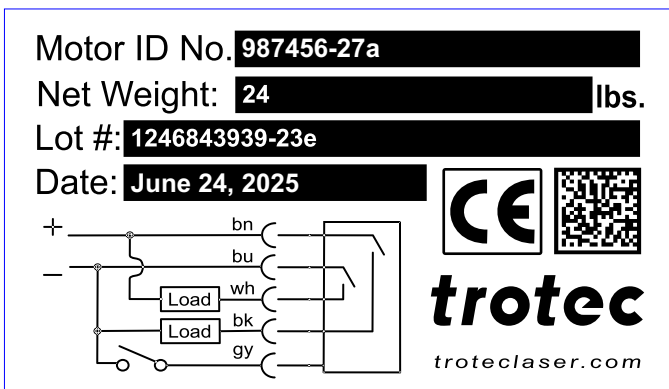 Motor ID No. 987456-27a
Net Weight: 24 lbs.
Lot #: 1246843939-23e
Date: June 24, 2025
CE
+ bn
− bu
Load wh
Load bk
gy
trotec
troteclaser.com